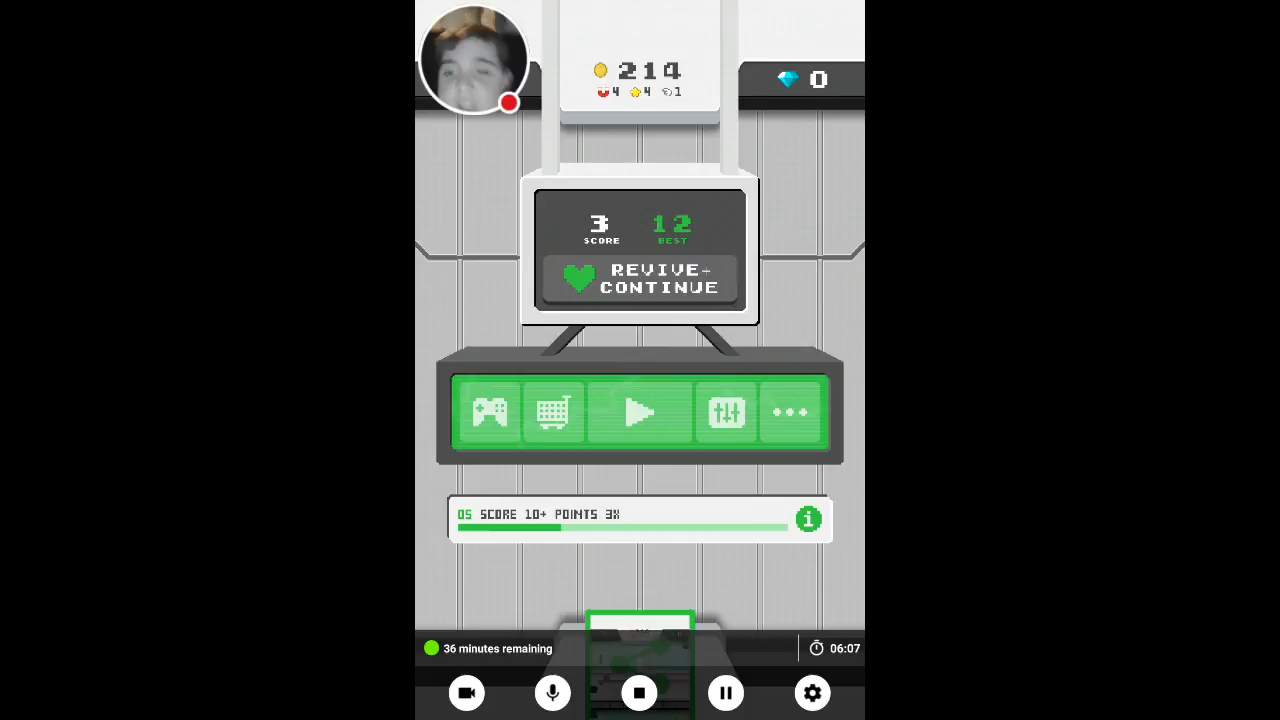 214
4 4 1
0
3 12
SCORE BEST
REVIVE+
CONTINUE
05 SCORE 10+ POINTS 3X
i
36 minutes remaining 06:07